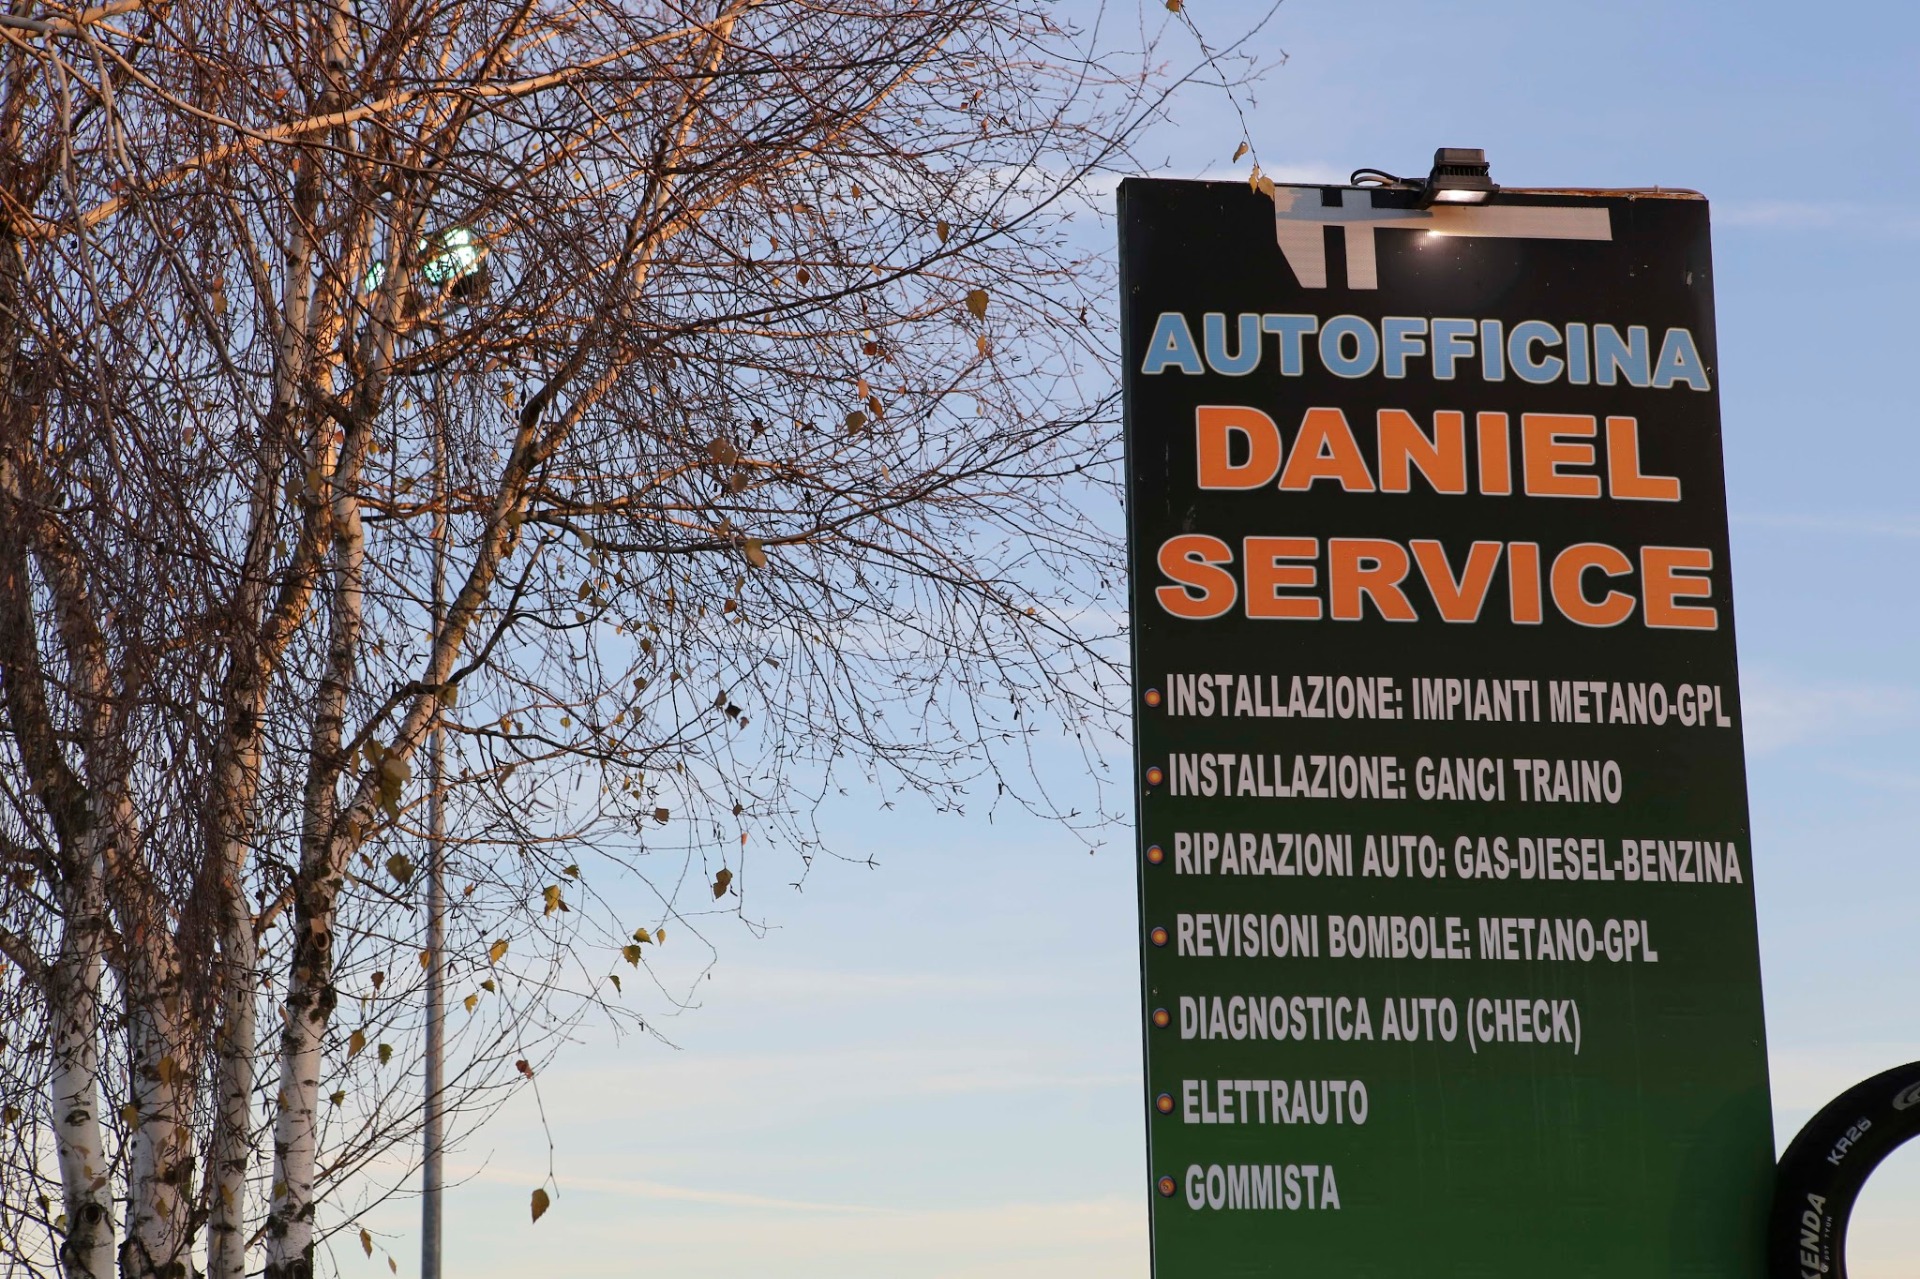 AUTOFFICINA
DANIEL
SERVICE
INSTALLAZIONE: IMPIANTI METANO-GPL
INSTALLAZIONE: GANCI TRAINO
RIPARAZIONI AUTO: GAS-DIESEL-BENZINA
REVISIONI BOMBOLE: METANO-GPL
DIAGNOSTICA AUTO (CHECK)
ELETTRAUTO
GOMMISTA
KR26
KENDA